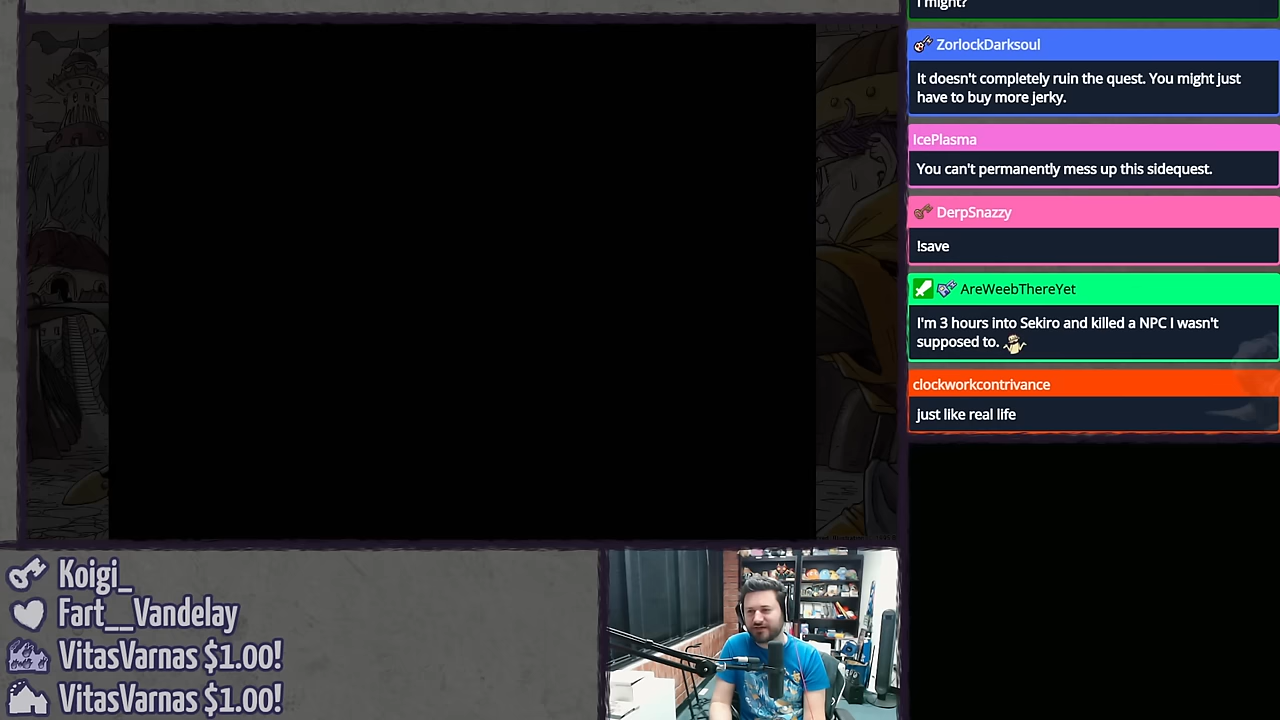 I might?
ZorlockDarksoul
It doesn't completely ruin the quest. You might just
have to buy more jerky.
IcePlasma
You can't permanently mess up this sidequest.
DerpSnazzy
!save
AreWeebThereYet
I'm 3 hours into Sekiro and killed a NPC I wasn't
supposed to.
clockworkcontrivance
just like real life
Koigi_
Fart__Vandelay
VitasVarnas $1.00!
VitasVarnas $1.00!